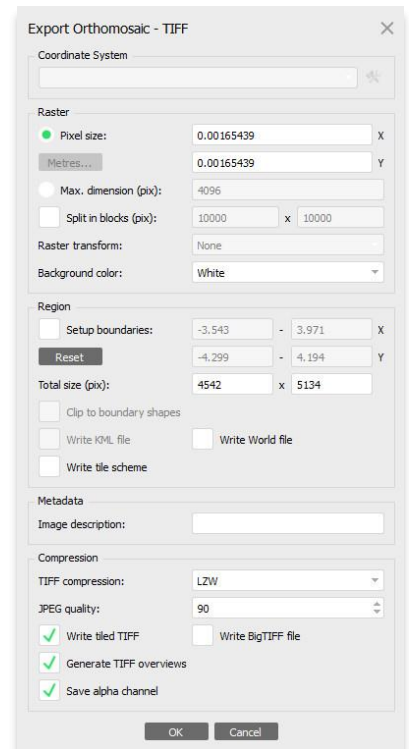 Export Orthomosaic - TIFF
Coordinate System
Raster
Pixel size: 0.00165439 X
Metres... 0.00165439 Y
Max. dimension (pix): 4096
Split in blocks (pix): 10000 x 10000
Raster transform: None
Background color: White
Region
Setup boundaries: -3.543 - 3.971 X
Reset -4.299 - 4.194 Y
Total size (pix): 4542 x 5134
Clip to boundary shapes
Write KML file Write World file
Write tile scheme
Metadata
Image description:
Compression
TIFF compression: LZW
JPEG quality: 90
Write tiled TIFF Write BigTIFF file
Generate TIFF overviews
Save alpha channel
OK Cancel